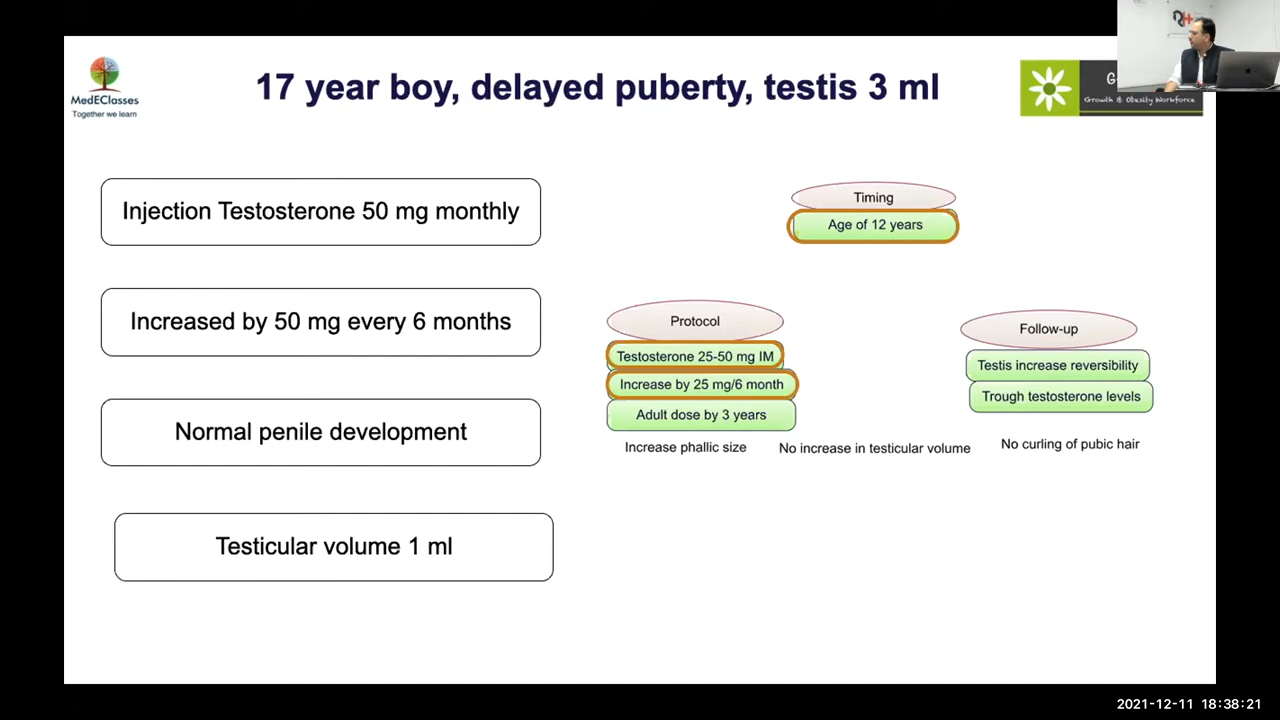 17 year boy, delayed puberty, testis 3 ml
MedEClasses
Together we learn
Growth & Obesity Workforce
Injection Testosterone 50 mg monthly
Increased by 50 mg every 6 months
Normal penile development
Testicular volume 1 ml
Timing
Age of 12 years
Protocol
Testosterone 25-50 mg IM
Increase by 25 mg/6 month
Adult dose by 3 years
Increase phallic size
No increase in testicular volume
Follow-up
Testis increase reversibility
Trough testosterone levels
No curling of pubic hair
2021-12-11 18:38:21